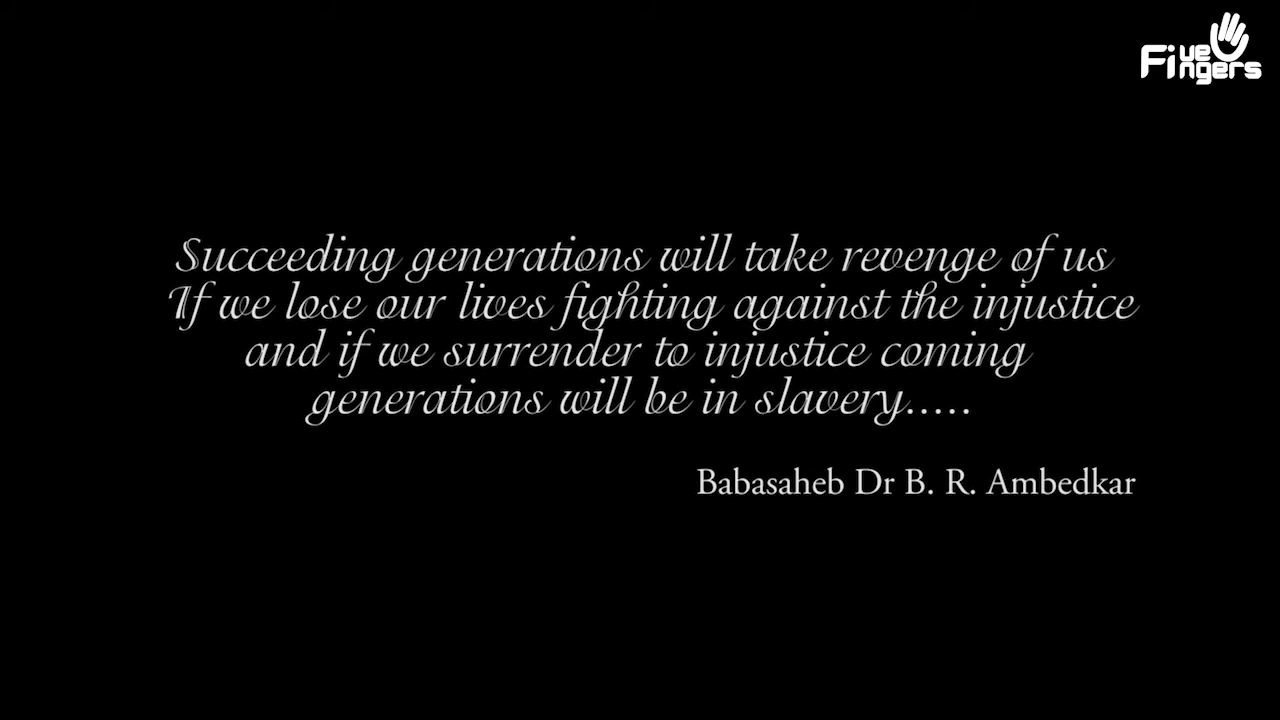 Five
Fingers
Succeeding generations will take revenge of us
If we lose our lives fighting against the injustice
and if we surrender to injustice coming
generations will be in slavery.....
Babasaheb Dr B. R. Ambedkar